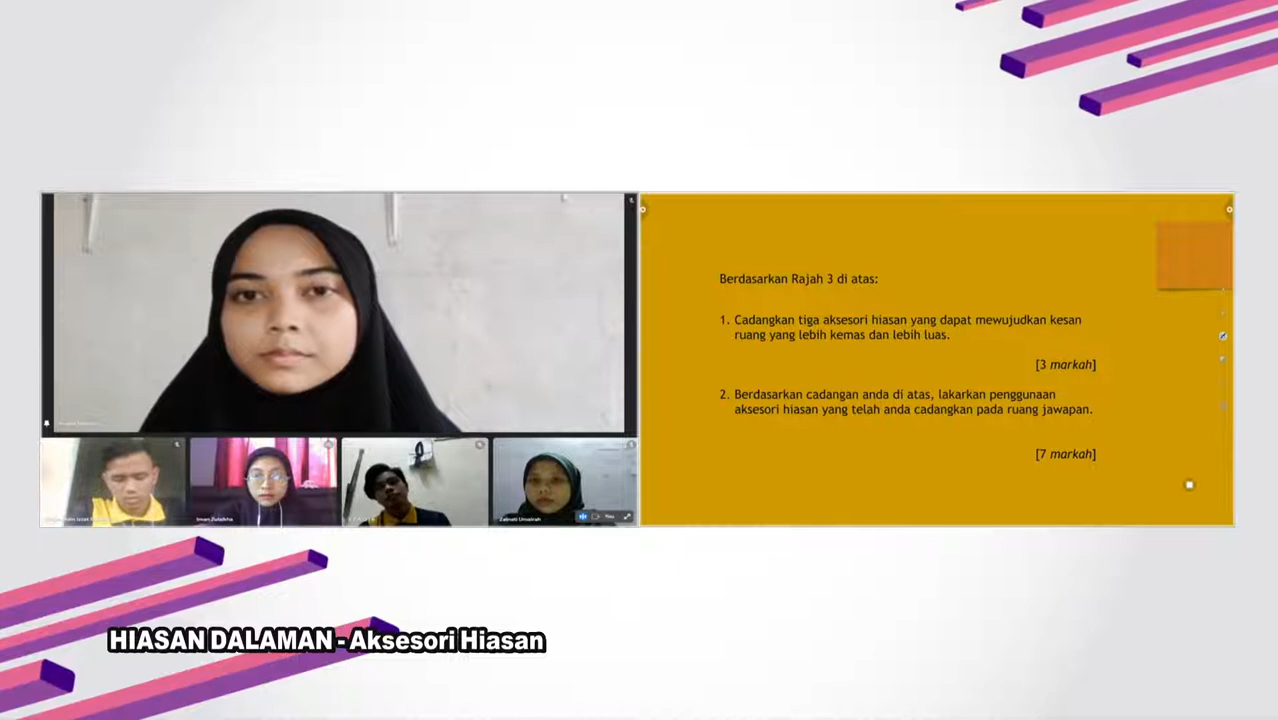 Berdasarkan Rajah 3 di atas:
1. Cadangkan tiga aksesori hiasan yang dapat mewujudkan kesan
ruang yang lebih kemas dan lebih luas.
[3 markah]
2. Berdasarkan cadangan anda di atas, lakarkan penggunaan
aksesori hiasan yang telah anda cadangkan pada ruang jawapan.
[7 markah]
Iman Zulaikha
Zainati Umairah
You
HIASAN DALAMAN - Aksesori Hiasan